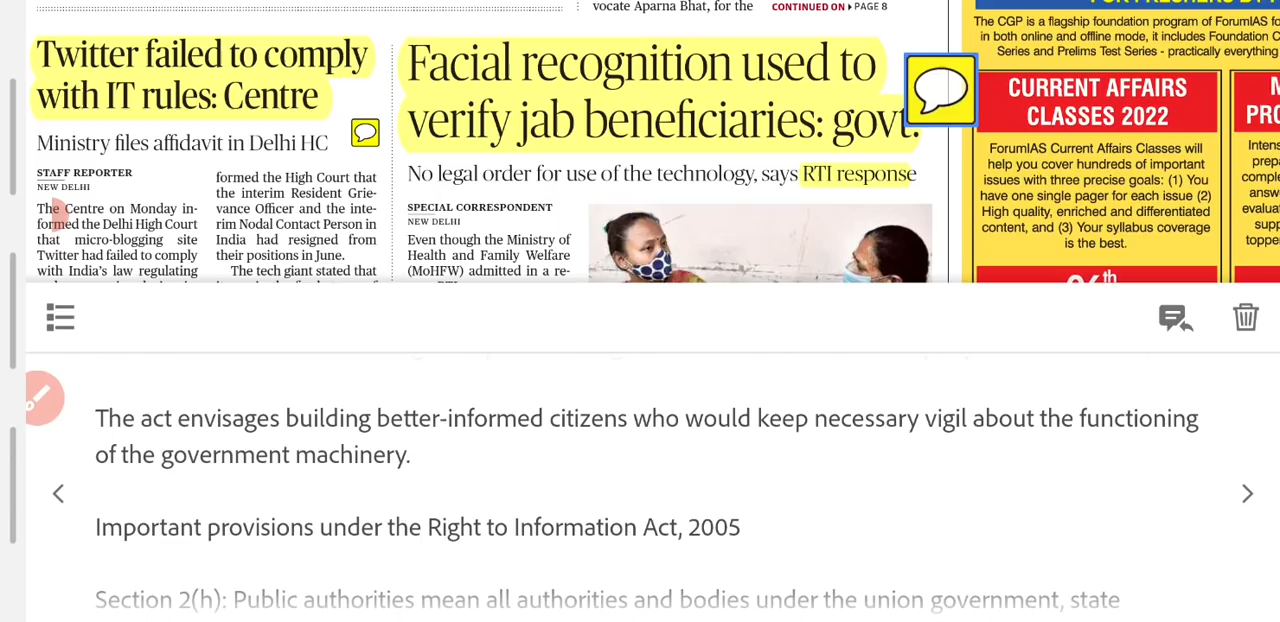 vocate Aparna Bhat, for the
CONTINUED ON PAGE 8
Twitter failed to comply
with IT rules: Centre
Ministry files affidavit in Delhi HC
STAFF REPORTER
NEW DELHI
The Centre on Monday in-
formed the Delhi High Court
that micro-blogging site
Twitter had failed to comply
with India's law regulating
formed the High Court that
the interim Resident Grie-
vance Officer and the inte-
rim Nodal Contact Person in
India had resigned from
their positions in June.
The tech giant stated that
Facial recognition used to
verify jab beneficiaries: govt.
No legal order for use of the technology, says RTI response
SPECIAL CORRESPONDENT
NEW DELHI
Even though the Ministry of
Health and Family Welfare
(MoHFW) admitted in a re-
The CGP is a flagship foundation program of ForumIAS fo
in both online and offline mode, it includes Foundation C
Series and Prelims Test Series - practically everything
CURRENT AFFAIRS
CLASSES 2022
ForumIAS Current Affairs Classes will
help you cover hundreds of important
issues with three precise goals: (1) You
have one single pager for each issue (2)
High quality, enriched and differentiated
content, and (3) Your syllabus coverage
is the best.
M
PRO
Intens
prepa
comple
answ
evaluat
supp
toppe
The act envisages building better-informed citizens who would keep necessary vigil about the functioning
of the government machinery.
Important provisions under the Right to Information Act, 2005
Section 2(h): Public authorities mean all authorities and bodies under the union government, state